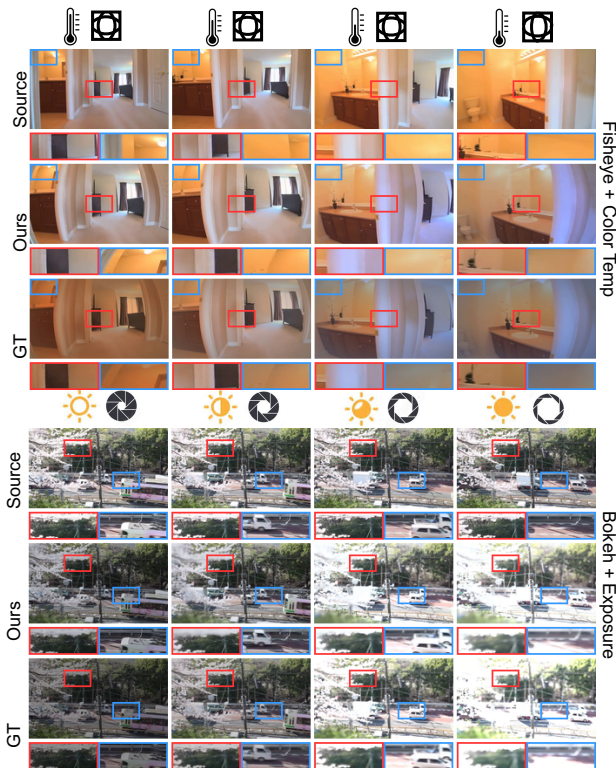 Source
Ours
GT
Fisheye + Color Temp
Source
Ours
GT
Bokeh + Exposure